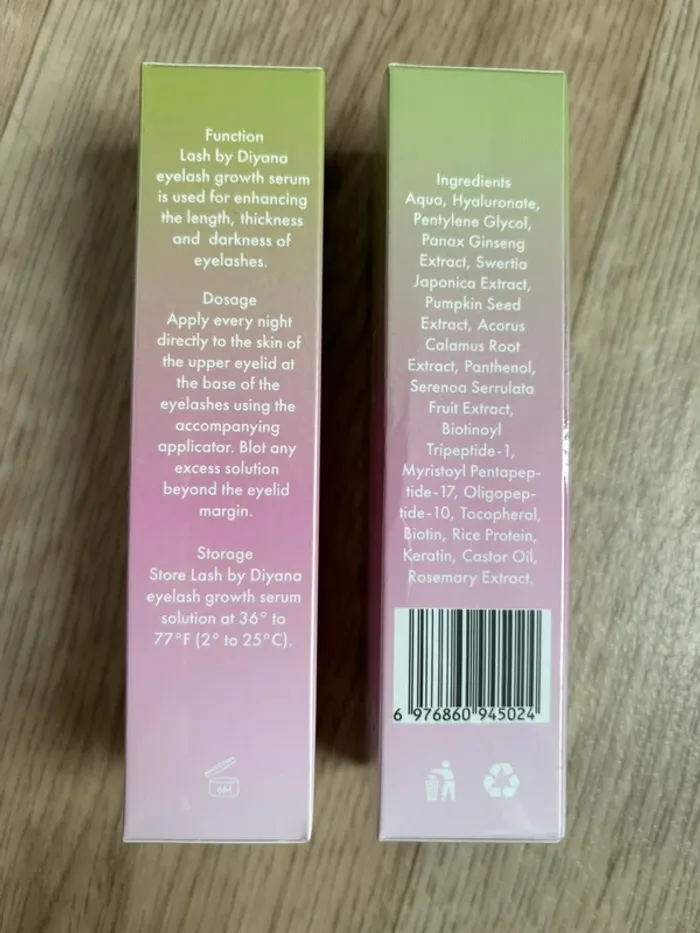 Function
Lash by Diyana
eyelash growth serum
is used for enhancing
the length, thickness
and darkness of
eyelashes.
Dosage
Apply every night
directly to the skin of
the upper eyelid at
the base of the
eyelashes using the
accompanying
applicator. Blot any
excess solution
beyond the eyelid
margin.
Storage
Store Lash by Diyana
eyelash growth serum
solution at 36° to
77°F (2° to 25°C).
6M
Ingredients
Aqua, Hyaluronate,
Pentylene Glycol,
Panax Ginseng
Extract, Swertia
Japonica Extract,
Pumpkin Seed
Extract, Acorus
Calamus Root
Extract, Panthenol,
Serenoa Serrulata
Fruit Extract,
Biotinoyl
Tripeptide-1,
Myristoyl Pentapep-
tide-17, Oligopep-
tide-10, Tocopherol,
Biotin, Rice Protein,
Keratin, Castor Oil,
Rosemary Extract.
6 976860 945024